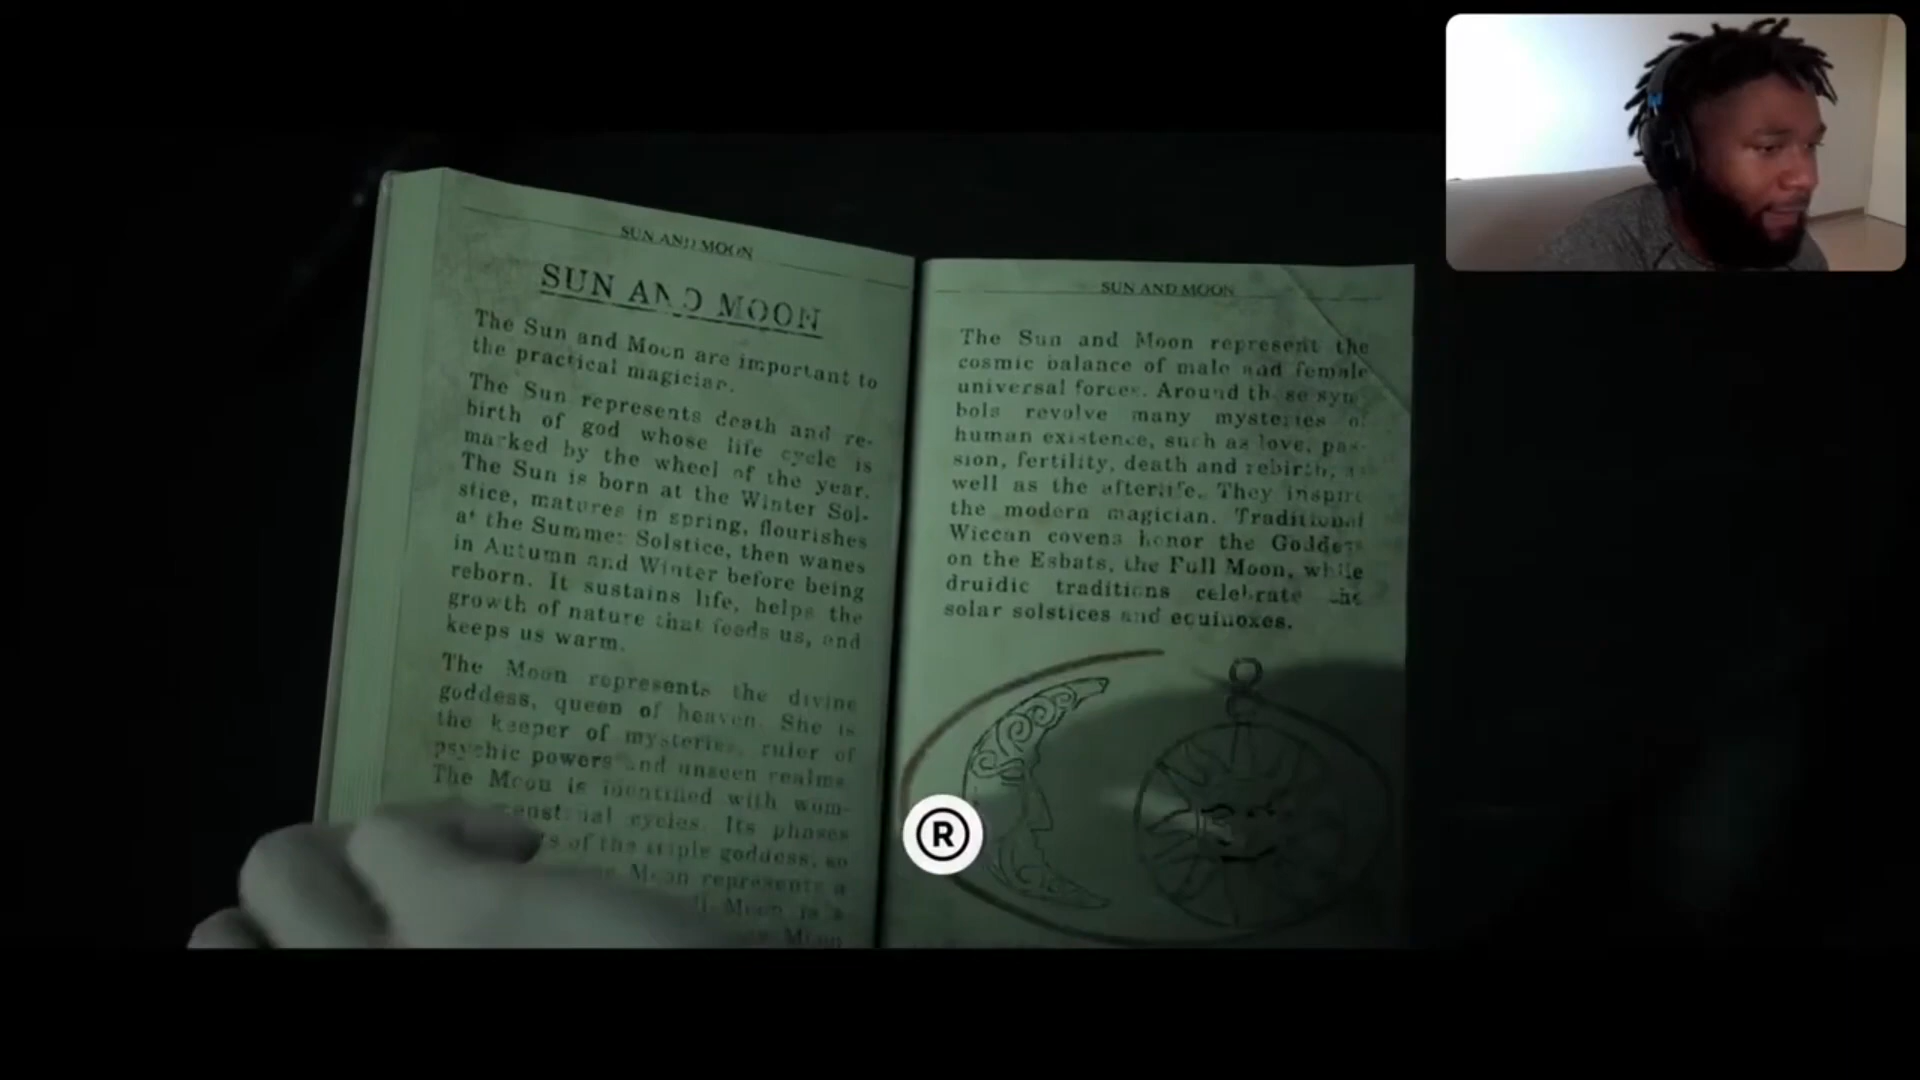 SUN AND MOON
SUN AND MOON
The Sun and Moon are important to
the practical magician.
The Sun represents death and re-
birth of god whose life cycle is
marked by the wheel of the year.
The Sun is born at the Winter Sol-
stice, matures in spring, flourishes
at the Summer Solstice, then wanes
in Autumn and Winter before being
reborn. It sustains life, helps the
growth of nature that feeds us, and
keeps us warm.
The Moon represents the divine
goddess, queen of heaven. She is
the keeper of mysteries, ruler of
psychic powers and unseen realms.
The Moon is identified with wom-
cycles. Its phases
of the triple goddess, so
Moon represents a
Moon is a
Moon
SUN AND MOON
The Sun and Moon represent the
cosmic balance of male and female
universal forces. Around these sym
bols revolve many mysteries of
human existence, such as love, pas-
sion, fertility, death and rebirth, as
well as the afterlife. They inspire
the modern magician. Traditional
Wiccan covens honor the Goddess
on the Esbats, the Full Moon, while
druidic traditions celebrate the
solar solstices and equinoxes.
®